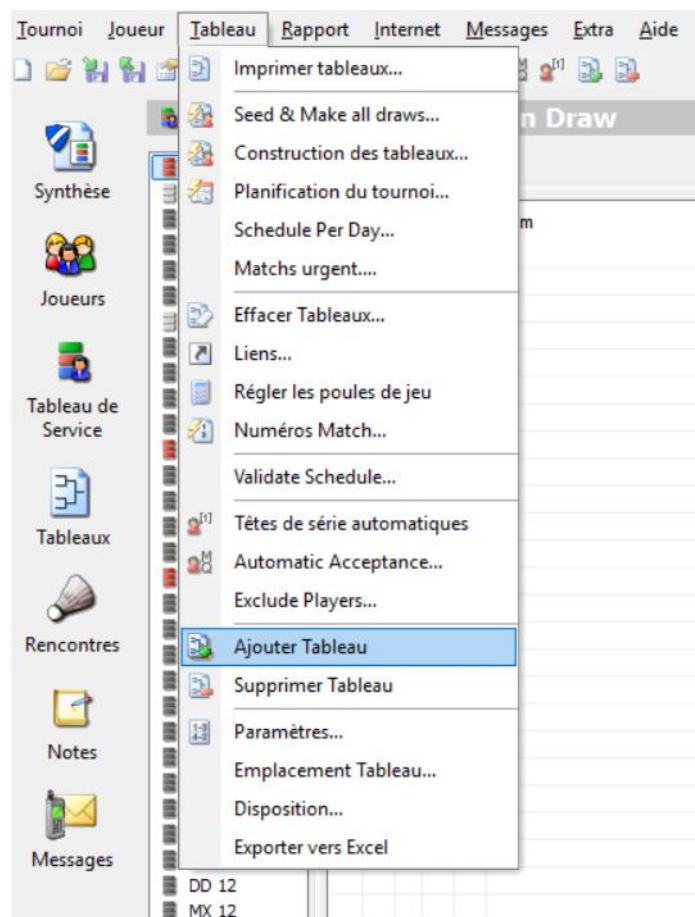 Tournoi Joueur Tableau Rapport Internet Messages Extra Aide
Imprimer tableaux...
Seed & Make all draws...
n Draw
Construction des tableaux...
Planification du tournoi...
Schedule Per Day...
m
Matchs urgent....
Effacer Tableaux...
Liens...
Régler les poules de jeu
Numéros Match...
Validate Schedule...
Têtes de série automatiques
Automatic Acceptance...
Exclude Players...
Ajouter Tableau
Supprimer Tableau
Paramètres...
Emplacement Tableau...
Disposition...
Exporter vers Excel
Synthèse
Joueurs
Tableau de
Service
Tableaux
Rencontres
Notes
Messages
DD 12
MX 12